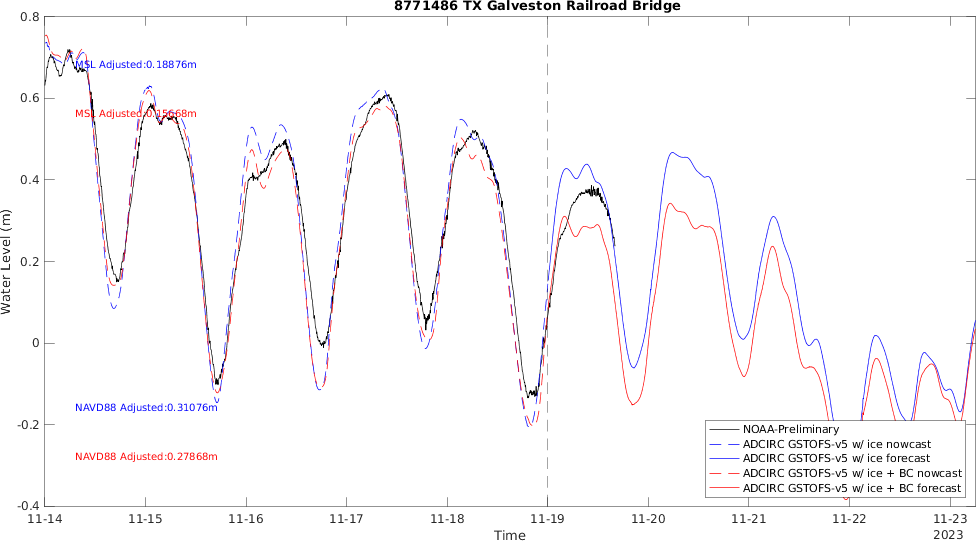 8771486 TX Galveston Railroad Bridge
0.8
0.6
0.4
0.2
0
-0.2
-0.4
Water Level (m)
MSL Adjusted:0.18876m
MSL Adjusted:0.15668m
NAVD88 Adjusted:0.31076m
NAVD88 Adjusted:0.27868m
NOAA-Preliminary
ADCIRC GSTOFS-v5 w/ ice nowcast
ADCIRC GSTOFS-v5 w/ ice forecast
ADCIRC GSTOFS-v5 w/ ice + BC nowcast
ADCIRC GSTOFS-v5 w/ ice + BC forecast
11-14 11-15 11-16 11-17 11-18 11-19 11-20 11-21 11-22 11-23
Time
2023